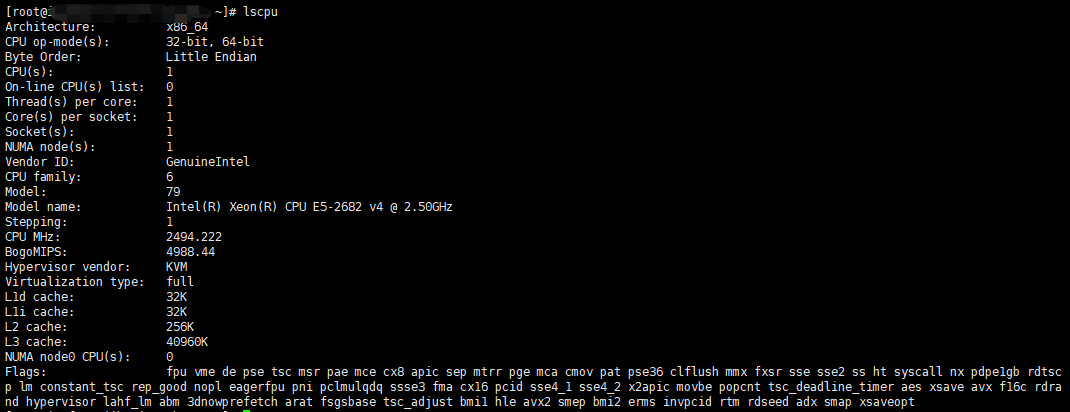 [root@i ~]# lscpu
Architecture: x86_64
CPU op-mode(s): 32-bit, 64-bit
Byte Order: Little Endian
CPU(s): 1
On-line CPU(s) list: 0
Thread(s) per core: 1
Core(s) per socket: 1
Socket(s): 1
NUMA node(s): 1
Vendor ID: GenuineIntel
CPU family: 6
Model: 79
Model name: Intel(R) Xeon(R) CPU E5-2682 v4 @ 2.50GHz
Stepping: 1
CPU MHz: 2494.222
BogoMIPS: 4988.44
Hypervisor vendor: KVM
Virtualization type: full
L1d cache: 32K
L1i cache: 32K
L2 cache: 256K
L3 cache: 40960K
NUMA node0 CPU(s): 0
Flags: fpu vme de pse tsc msr pae mce cx8 apic sep mtrr pge mca cmov pat pse36 clflush mmx fxsr sse sse2 ss ht syscall nx pdpe1gb rdtsc
p lm constant_tsc rep_good nopl eagerfpu pni pclmulqdq ssse3 fma cx16 pcid sse4_1 sse4_2 x2apic movbe popcnt tsc_deadline_timer aes xsave avx f16c rdra
nd hypervisor lahf_lm abm 3dnowprefetch arat fsgsbase tsc_adjust bmi1 hle avx2 smep bmi2 erms invpcid rtm rdseed adx smap xsaveopt